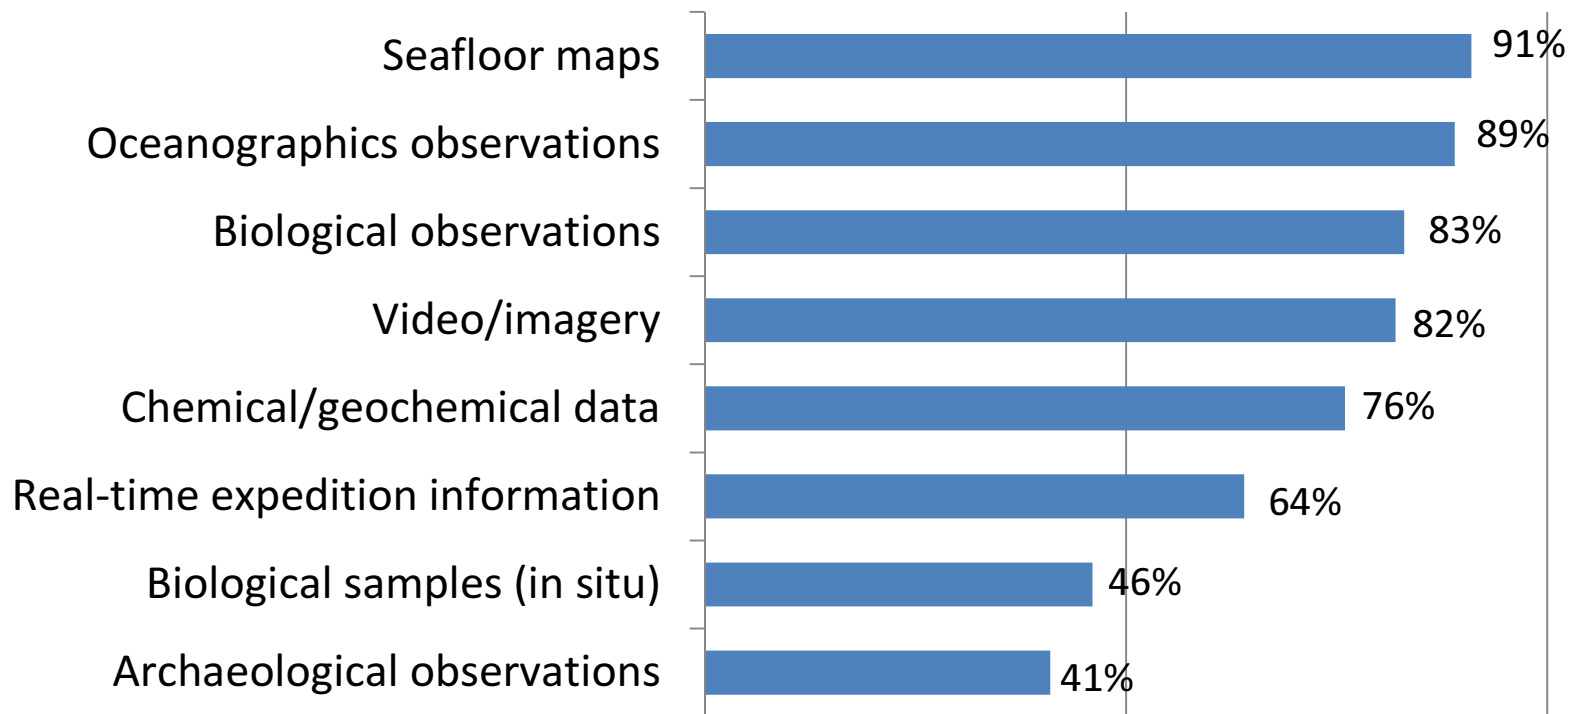 Seafloor maps 91%
Oceanographics observations 89%
Biological observations 83%
Video/imagery 82%
Chemical/geochemical data 76%
Real-time expedition information 64%
Biological samples (in situ) 46%
Archaeological observations 41%